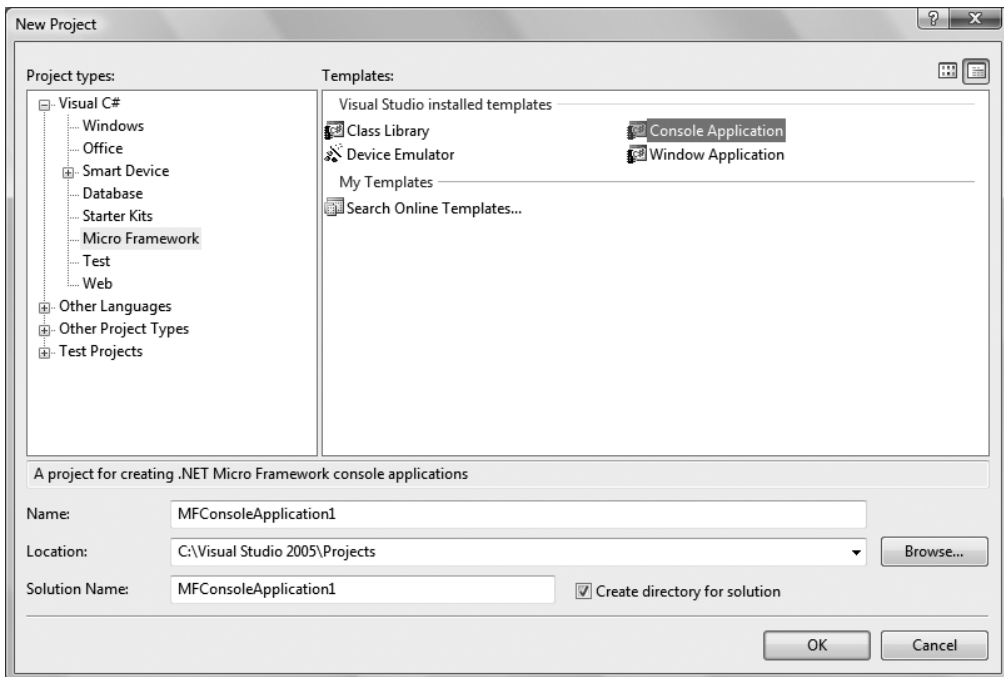 New Project
Project types:
Templates:
Visual C#
Windows
Office
Smart Device
Database
Starter Kits
Micro Framework
Test
Web
Other Languages
Other Project Types
Test Projects
Visual Studio installed templates
Class Library
Console Application
Device Emulator
Window Application
My Templates
Search Online Templates...
A project for creating .NET Micro Framework console applications
Name: MFConsoleApplication1
Location: C:\Visual Studio 2005\Projects Browse...
Solution Name: MFConsoleApplication1 Create directory for solution
OK Cancel